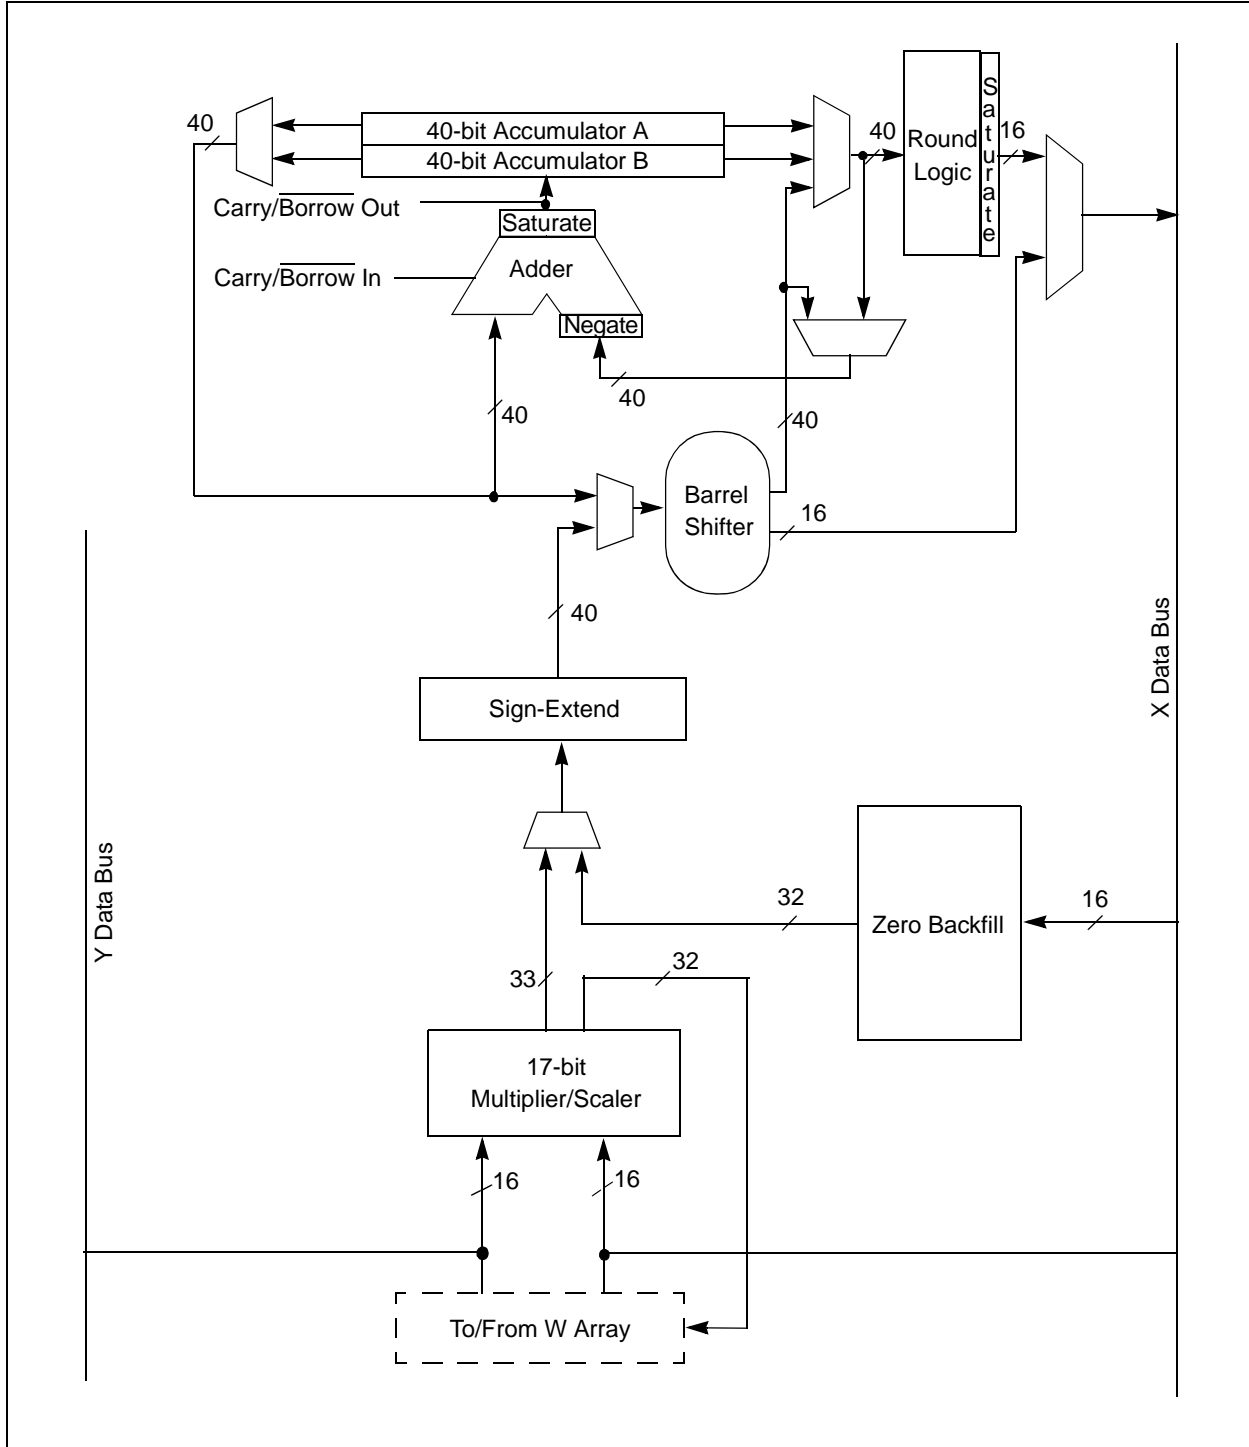 40
40-bit Accumulator A
40-bit Accumulator B
40
Round
Logic
Saturate
16
Carry/Borrow Out
Saturate
Carry/Borrow In
Adder
Negate
40
40
40
Barrel
Shifter
16
40
Sign-Extend
X Data Bus
Y Data Bus
32
Zero Backfill
16
33
32
17-bit
Multiplier/Scaler
16
16
To/From W Array